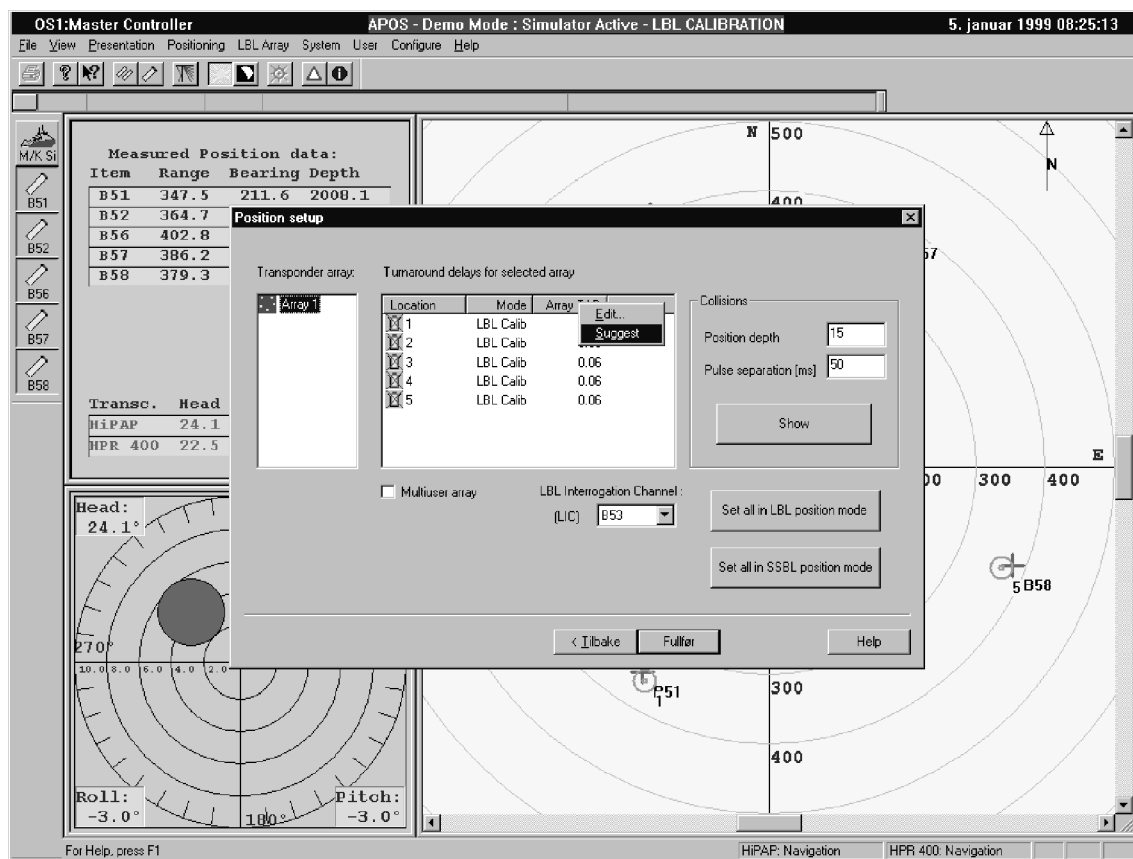 OS1:Master Controller APOS - Demo Mode : Simulator Active - LBL CALIBRATION 5. januar 1999 08:25:13
File View Presentation Positioning LBL Array System User Configure Help
M/K Si
B51
B52
B56
B57
B58
Measured Position data:
Item Range Bearing Depth
B51 347.5 211.6 2008.1
B52 364.7
B56 402.8
B57 386.2
B58 379.3
Transc. Head
HiPAP 24.1
HPR 400 22.5
Head:
24.1°
270°
10.0 8.0 6.0 4.0 2.0
180°
Roll:
-3.0°
Pitch:
-3.0°
N 500
400
N
57
E
00 300 400
5 B58
51
1
300
400
Position setup
Transponder array:
Array 1
Turnaround delays for selected array
Location Mode Array
1 LBL Calib
2 LBL Calib
3 LBL Calib 0.06
4 LBL Calib 0.06
5 LBL Calib 0.06
Edit...
Suggest
Multiuser array
LBL Interrogation Channel :
(LIC) B53
Collisions
Position depth 15
Pulse separation [ms] 50
Show
Set all in LBL position mode
Set all in SSBL position mode
< Tilbake Fullfør Help
For Help, press F1 HiPAP: Navigation HPR 400: Navigation